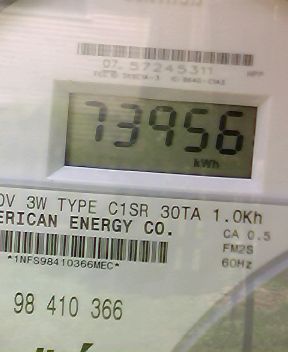 07 57245311
73956
kWh
0V 3W TYPE C1SR 30TA 1.0Kh
ERICAN ENERGY CO.
CA 0.5
FM2S
*1NFS98410366MEC*
60Hz
98 410 366